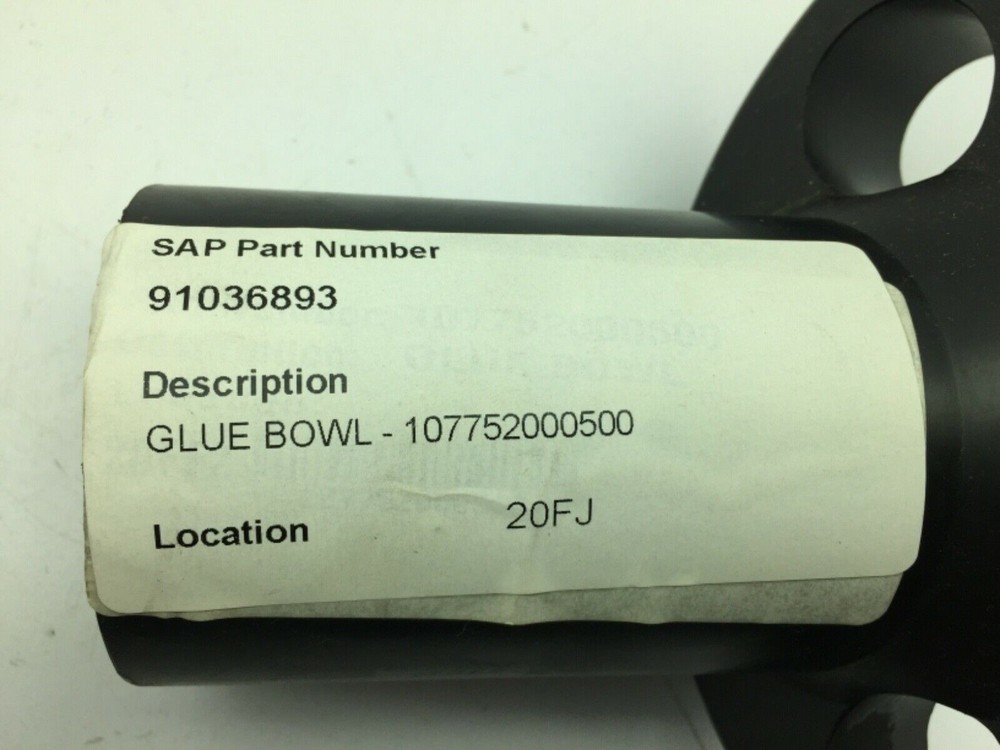 SAP Part Number
91036893
Description
GLUE BOWL - 107752000500
Location 20FJ